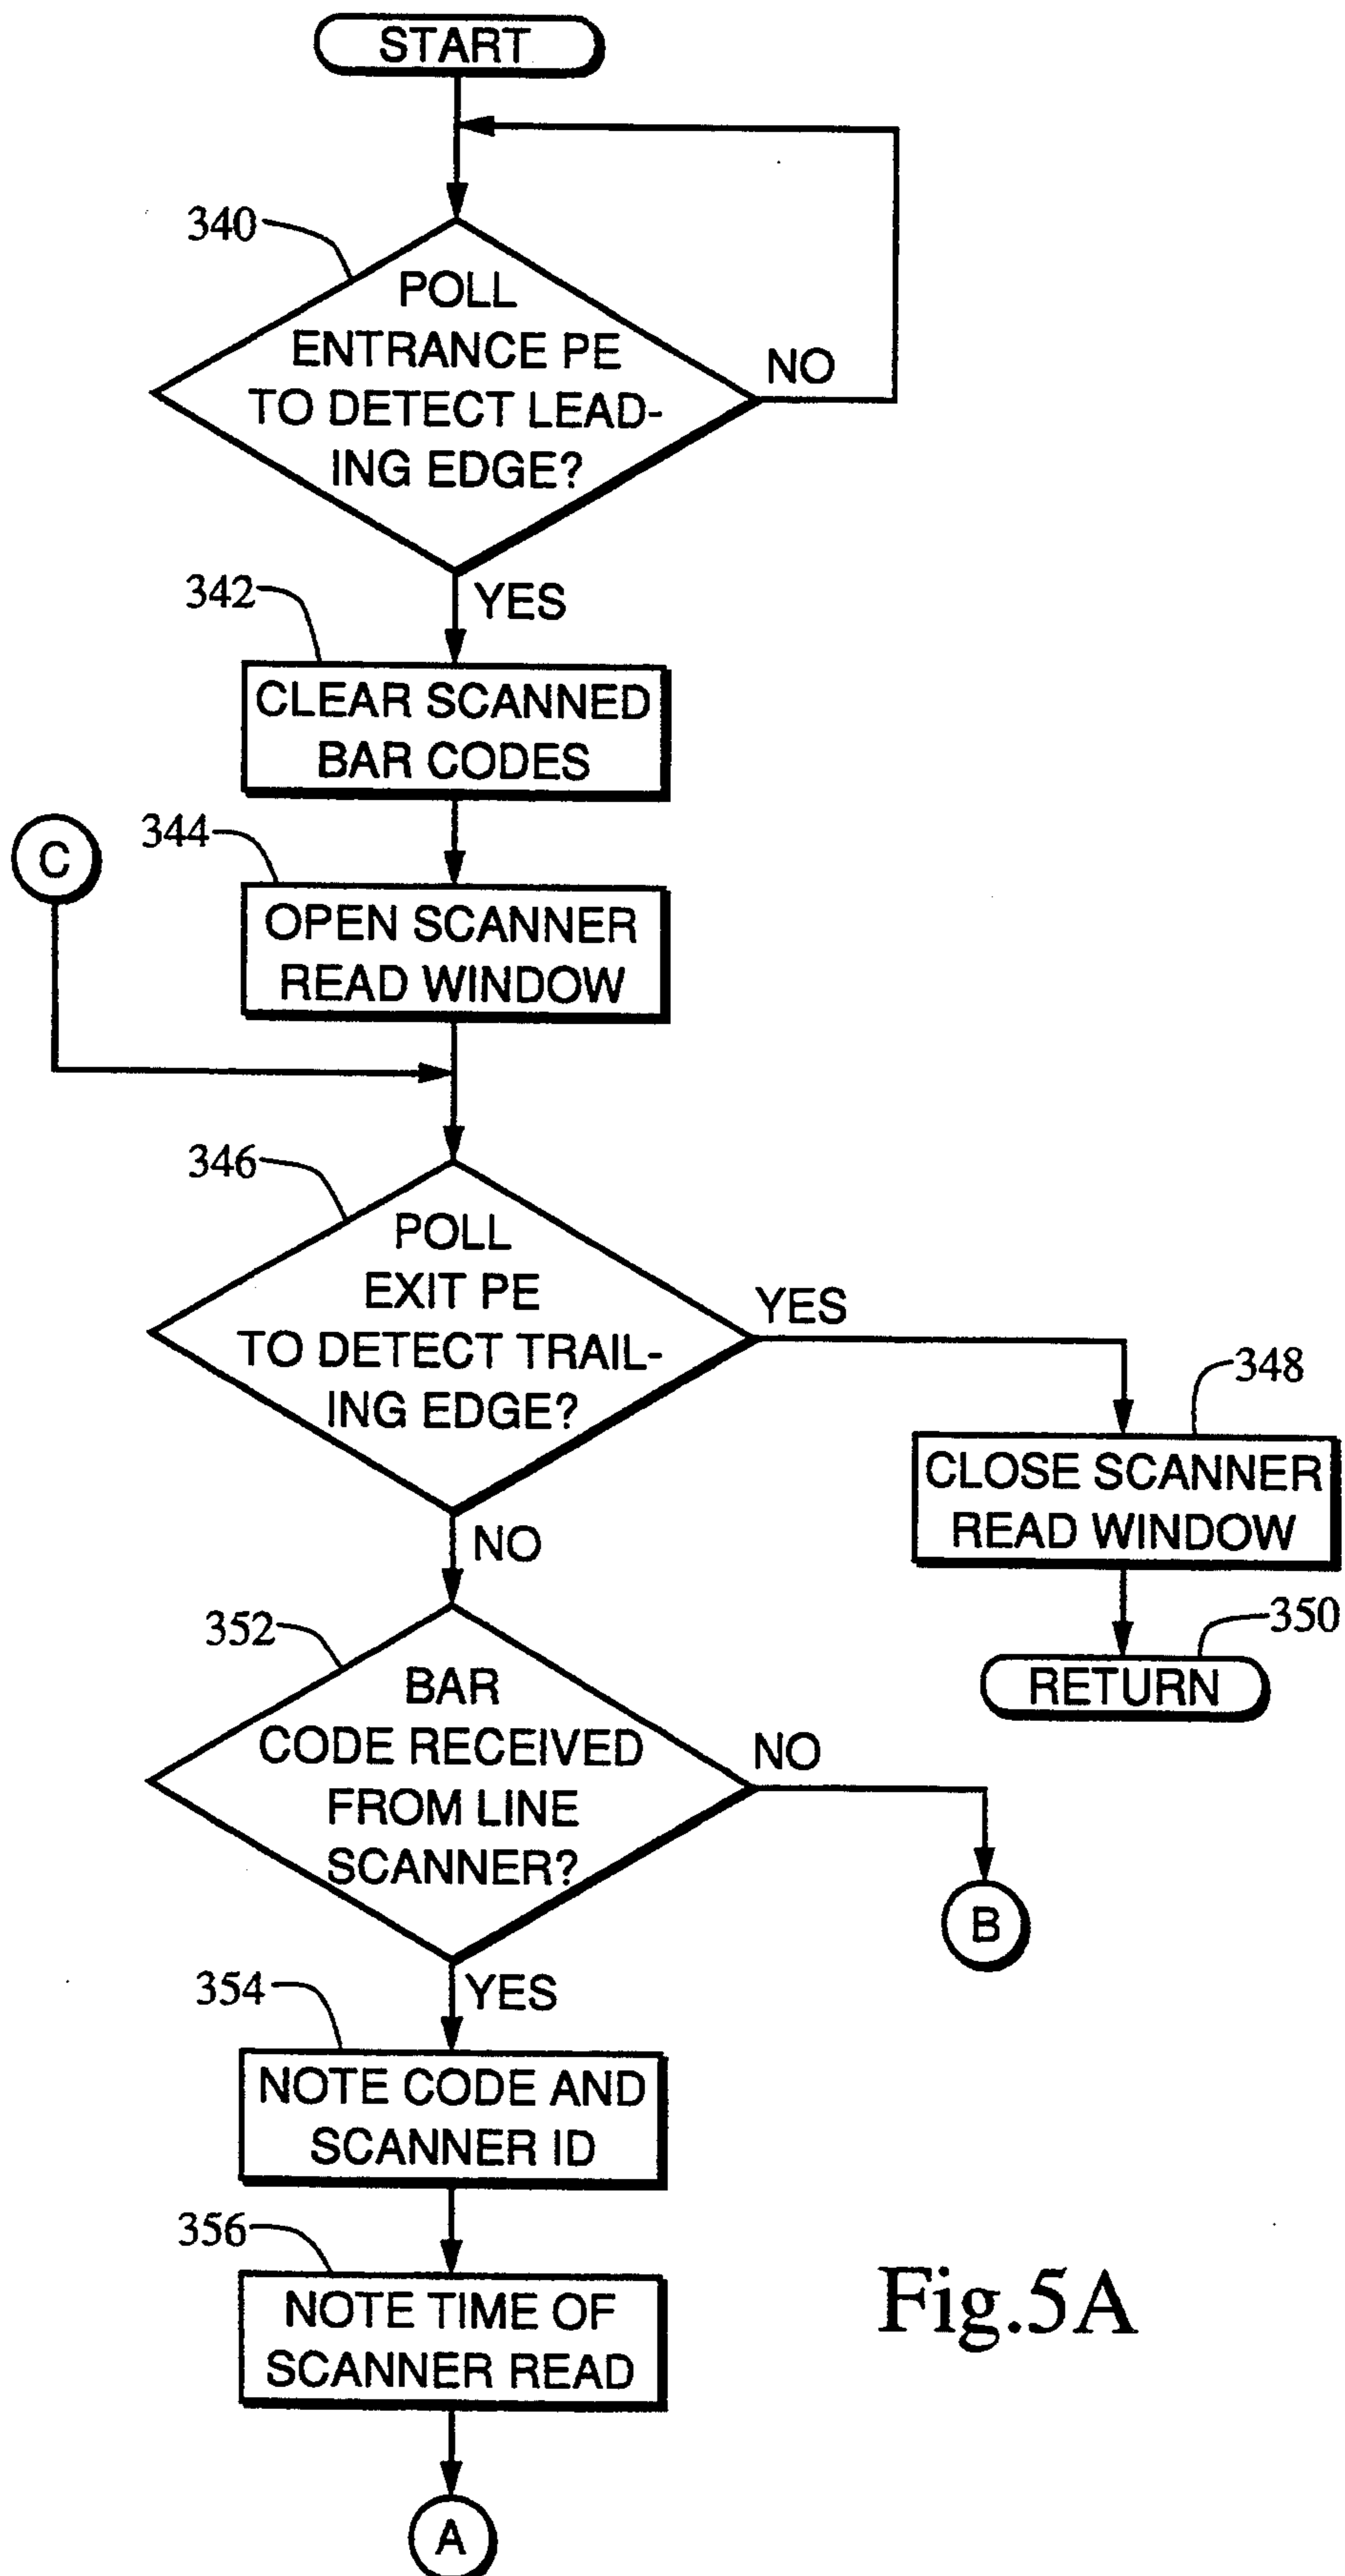 START
340
POLL
ENTRANCE PE
TO DETECT LEAD-
ING EDGE?
NO
YES
342
CLEAR SCANNED
BAR CODES
C
344
OPEN SCANNER
READ WINDOW
346
POLL
EXIT PE
TO DETECT TRAIL-
ING EDGE?
YES
348
CLOSE SCANNER
READ WINDOW
350
RETURN
NO
352
BAR
CODE RECEIVED
FROM LINE
SCANNER?
NO
B
YES
354
NOTE CODE AND
SCANNER ID
356
NOTE TIME OF
SCANNER READ
A
Fig.5A